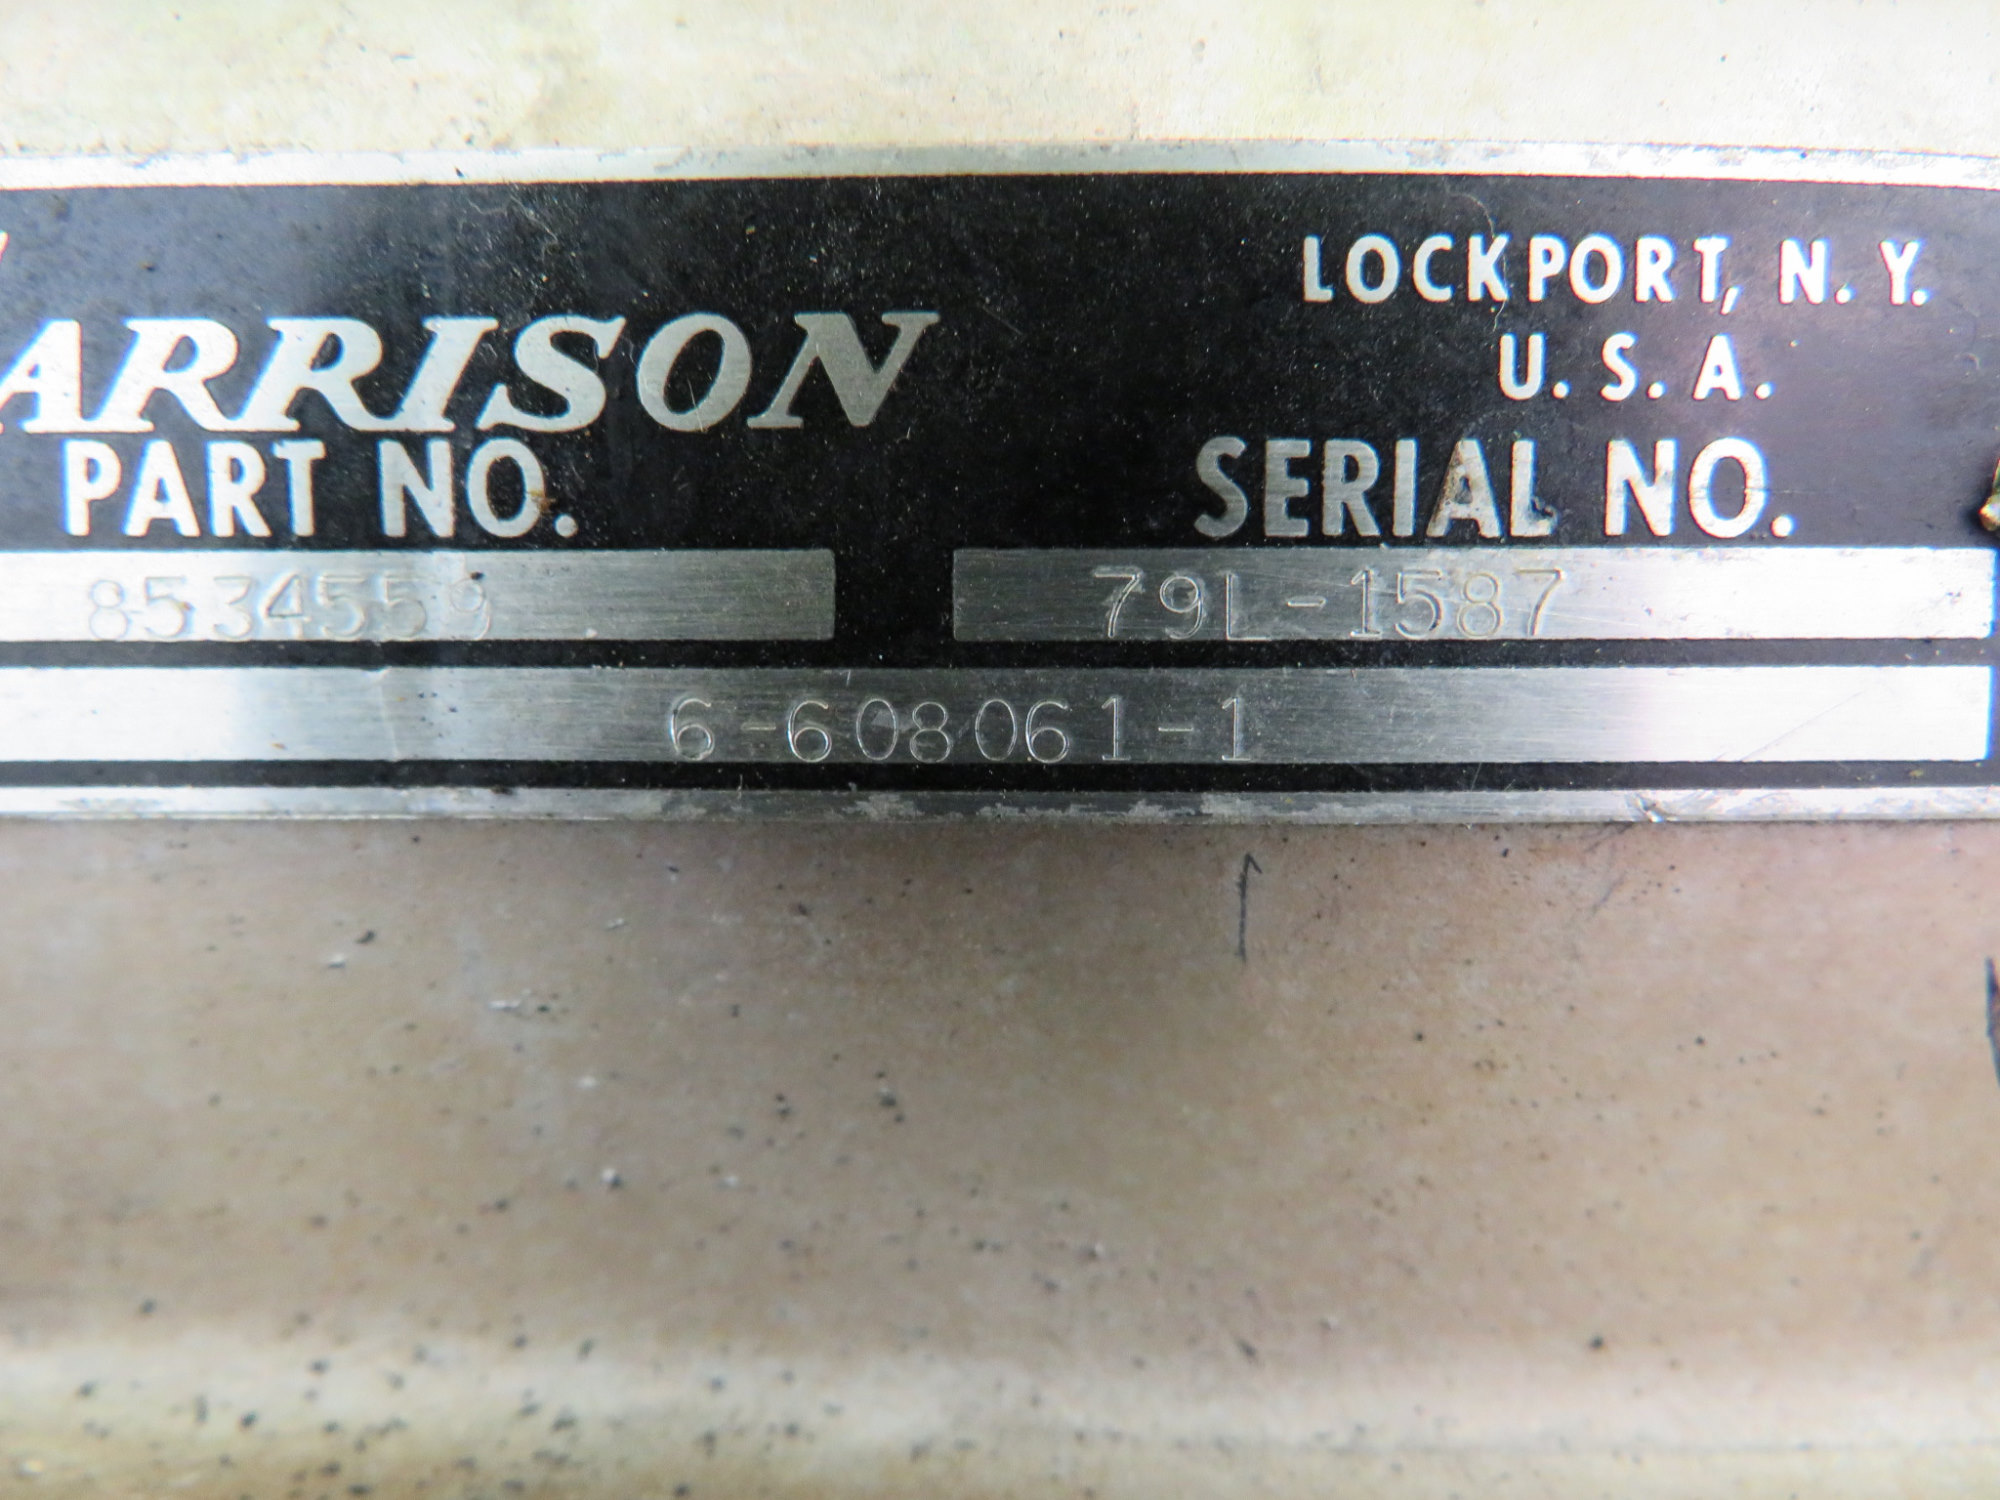 ARRISON
LOCKPORT, N. Y.
U. S. A.
PART NO.
SERIAL NO.
8534559
79L-1587
6-608061-1